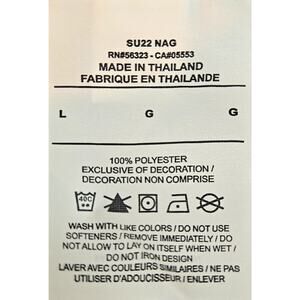 SU22 NAG
RN#56323 - CA#05553
MADE IN THAILAND
FABRIQUE EN THAILANDE
L G G
100% POLYESTER
EXCLUSIVE OF DECORATION /
DECORATION NON COMPRISE
40C
WASH WITH LIKE COLORS / DO NOT USE
SOFTENERS / REMOVE IMMEDIATELY / DO
NOT ALLOW TO LAY ON ITSELF WHEN WET /
DO NOT IRON DESIGN
LAVER AVEC COULEURS SIMILAIRES / NE PAS
UTILISER D'ADOUCISSEUR / ENLEVER